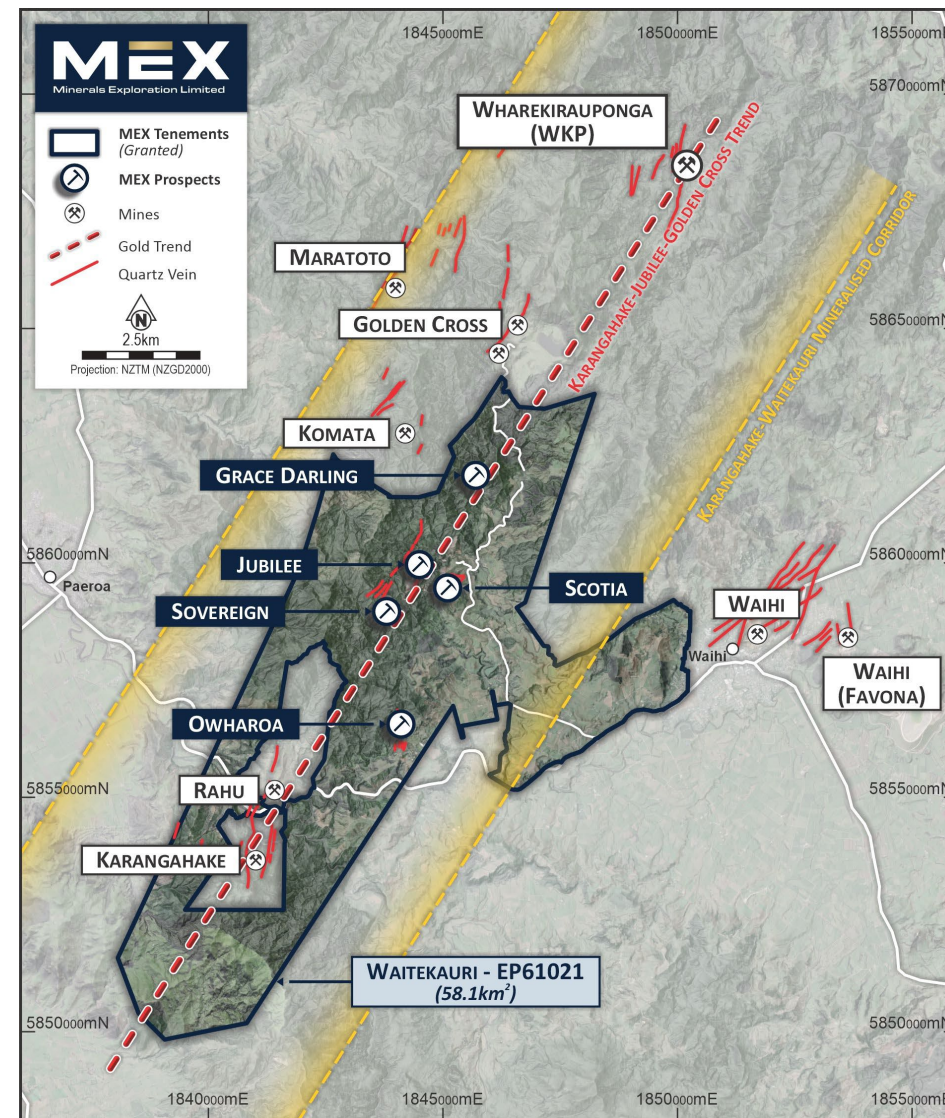 MEX
Minerals Exploration Limited
MEX Tenements
(Granted)
MEX Prospects
Mines
Gold Trend
Quartz Vein
N
2.5km
Projection: NZTM (NZGD2000)
1845000mE
1850000mE
1855000mE
5870000mN
WHAREKIRAUPONGA
(WKP)
KARANGAHAKE-JUBILEE-GOLDEN CROSS TREND
KARANGAHAKE-WAITEKAURI MINERALISED CORRIDOR
MARATOTO
GOLDEN CROSS
5865000mN
KOMATA
GRACE DARLING
5860000mN
5860000mN
JUBILEE
Paeroa
SCOTIA
SOVEREIGN
WAIHI
Waihi
WAIHI
(FAVONA)
OWHAROA
RAHU
5855000mN
5855000mN
KARANGAHAKE
WAITEKAURI - EP61021
(58.1km²)
5850000mN
5850000mN
1840000mE
1845000mE
1850000mE
1855000mE